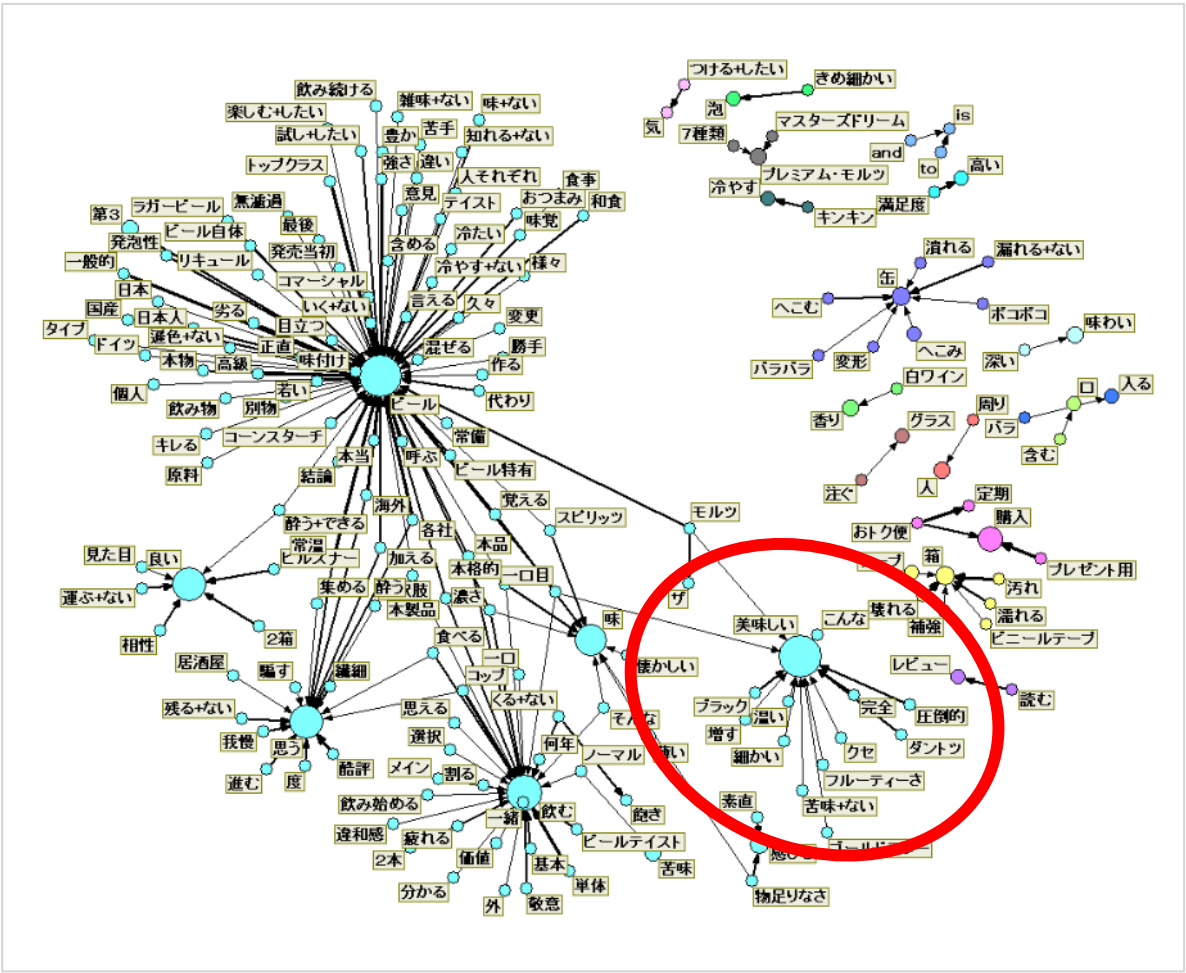 つける+したい
きめ細かい
泡
気
7種類
マスターズドリーム
プレミアム・モルツ
冷やす
キンキン
is
and
to
高い
満足度
飲み続ける
雑味+ない
味+ない
楽しむ+したい
試し+したい
豊か
苦手
知れる+ない
トップクラス
強さ
違い
人それぞれ
意見
テイスト
食事
おつまみ
和食
第3
ラガービール
無濾過
最後
ビール自体
発泡性
発売当初
含める
冷たい
味覚
一般的
リキュール
コマーシャル
冷やす+ない
様々
日本
いく+ない
言える
久々
国産
日本人
劣る
目立つ
変更
タイプ
ドイツ
遜色+ない
正直
味付け
混ぜる
勝手
本物
高級
作る
個人
若い
飲み物
別物
ビール
代わり
キレる
コーンスターチ
常備
原料
本当
呼ぶ
ビール特有
結論
覚える
海外
スピリッツ
モルツ
酔う+できる
各社
本品
常温
ピルスナー
加える
本格的
一口目
見た目
良い
集める
酔う
本製品
濃さ
ザ
運ぶ+ない
相性
2箱
食べる
味
懐かしい
居酒屋
騙す
繊細
一口
コップ
くる+ない
そんな
残る+ない
我慢
思う
思える
選択
何年
ノーマル
進む
度
酷評
メイン
割る
飲み始める
一緒
飲む
飽き
違和感
疲れる
ビールテイスト
2本
価値
基本
苦味
分かる
単体
外
敬意
美味しい
こんな
ブラック
増す
温い
細かい
完全
圧倒的
クセ
ダントツ
フルーティーさ
苦味+ない
素直
物足りなさ
潰れる
漏れる+ない
缶
へこむ
ボコボコ
バラバラ
変形
へこみ
味わい
深い
白ワイン
香り
口
入る
バラ
含む
周り
グラス
人
注ぐ
定期
購入
おトク便
プレゼント用
箱
汚れ
壊れる
補強
濡れる
ビニールテープ
レビュー
読む